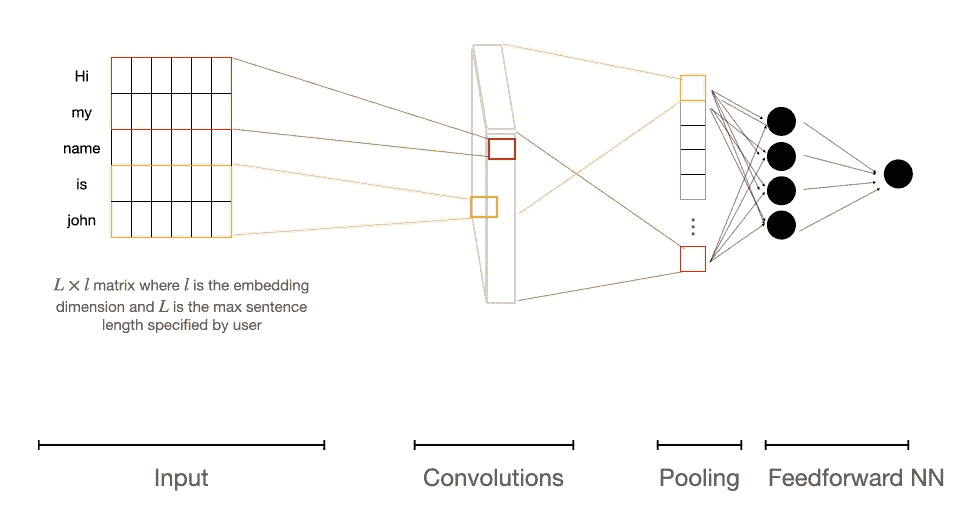 Hi
my
name
is
john
L × l matrix where l is the embedding
dimension and L is the max sentence
length specified by user
Input
Convolutions
Pooling
Feedforward NN